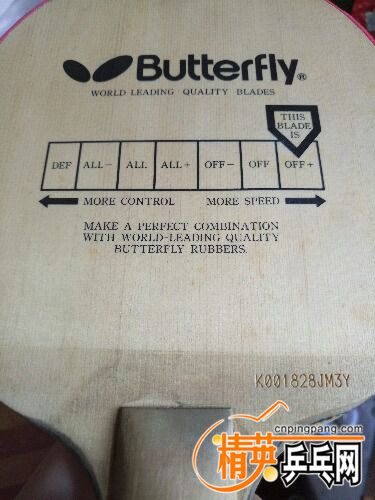 Butterfly®
WORLD-LEADING QUALITY BLADES
THIS
BLADE
IS
DEF ALL- ALL ALL+ OFF- OFF OFF+
MORE CONTROL MORE SPEED
MAKE A PERFECT COMBINATION
WITH WORLD-LEADING QUALITY
BUTTERFLY RUBBERS.
K001828JM3Y
cnpingpang.com
精英乒乓网